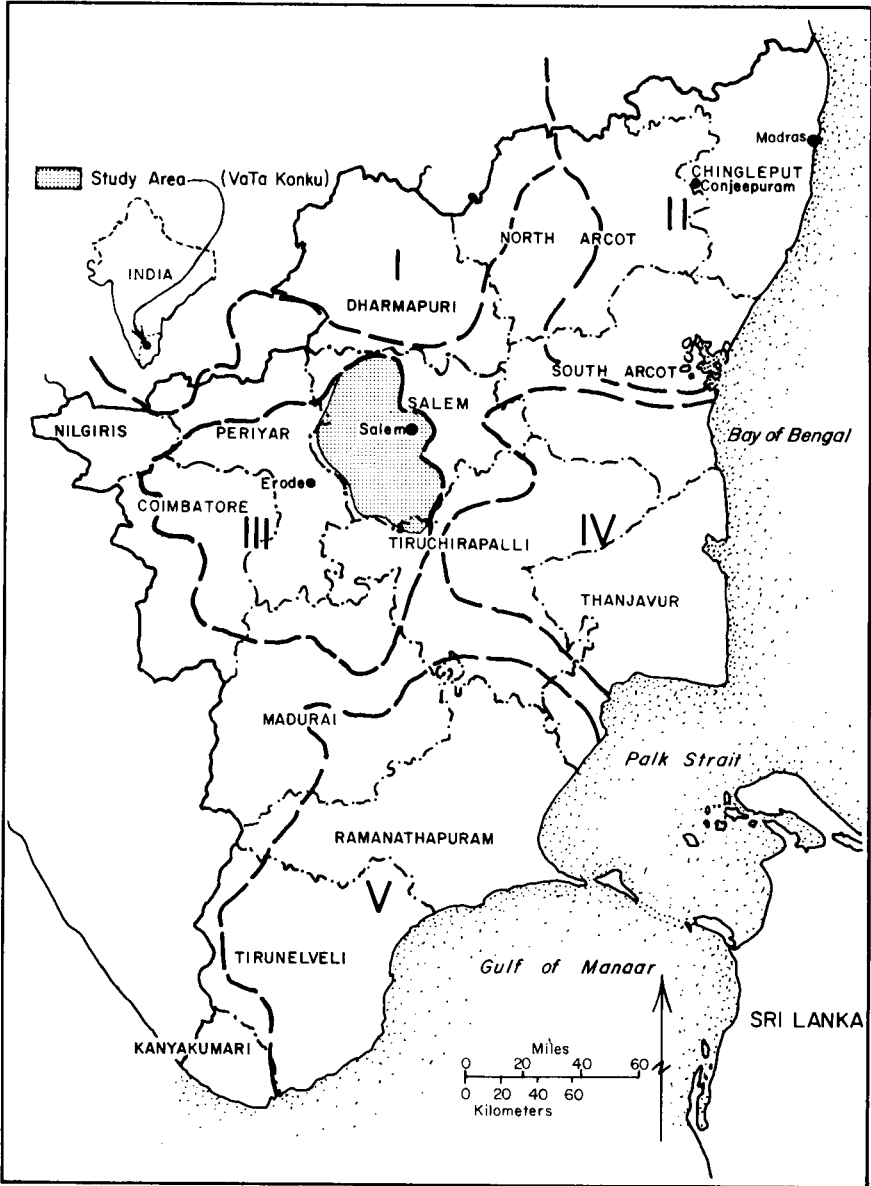 Madras
Study Area (VaTa Konku)
CHINGLEPUT
Conjeepuram
II
NORTH ARCOT
INDIA
I
DHARMAPURI
SOUTH ARCOT
SALEM
NILGIRIS
PERIYAR
Salem
Bay of Bengal
Erode
COIMBATORE
III
IV
TIRUCHIRAPALLI
THANJAVUR
MADURAI
Palk Strait
RAMANATHAPURAM
V
TIRUNELVELI
Gulf of Manaar
SRI LANKA
KANYAKUMARI
Miles
0 20 40 60
0 20 40 60
Kilometers